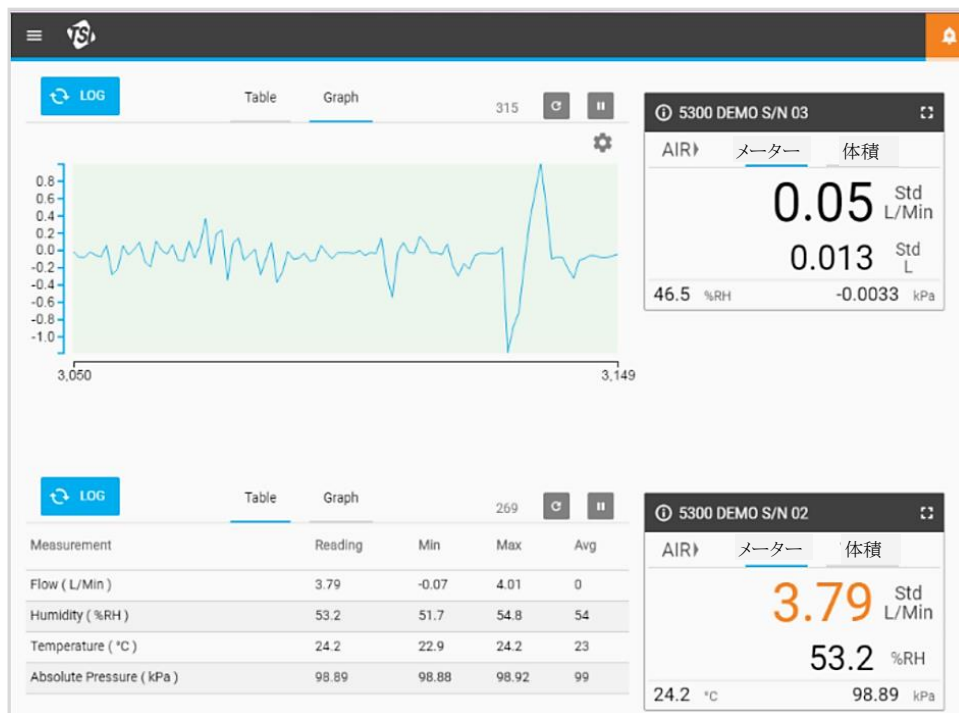 TSI
LOG Table Graph 315
0.8
0.6
0.4
0.2
0.0
-0.2
-0.4
-0.6
-0.8
-1.0
3,050 3,149
5300 DEMO S/N 03
AIR メーター 体積
0.05 Std L/Min
0.013 Std L
46.5 %RH -0.0033 kPa
LOG Table Graph 269
Measurement Reading Min Max Avg
Flow ( L/Min ) 3.79 -0.07 4.01 0
Humidity ( %RH ) 53.2 51.7 54.8 54
Temperature ( °C ) 24.2 22.9 24.2 23
Absolute Pressure ( kPa ) 98.89 98.88 98.92 99
5300 DEMO S/N 02
AIR メーター 体積
3.79 Std L/Min
53.2 %RH
24.2 °C 98.89 kPa